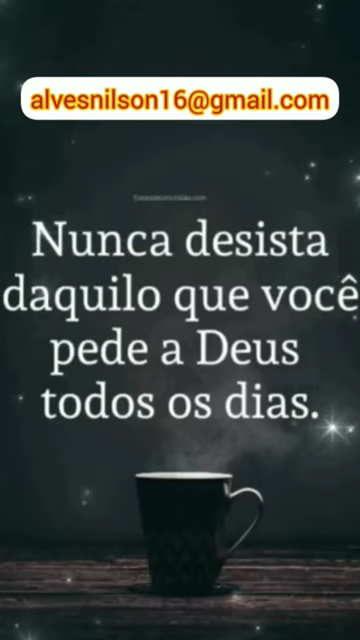 alvesnilson16@gmail.com
Nunca desista
daquilo que você
pede a Deus
todos os dias.